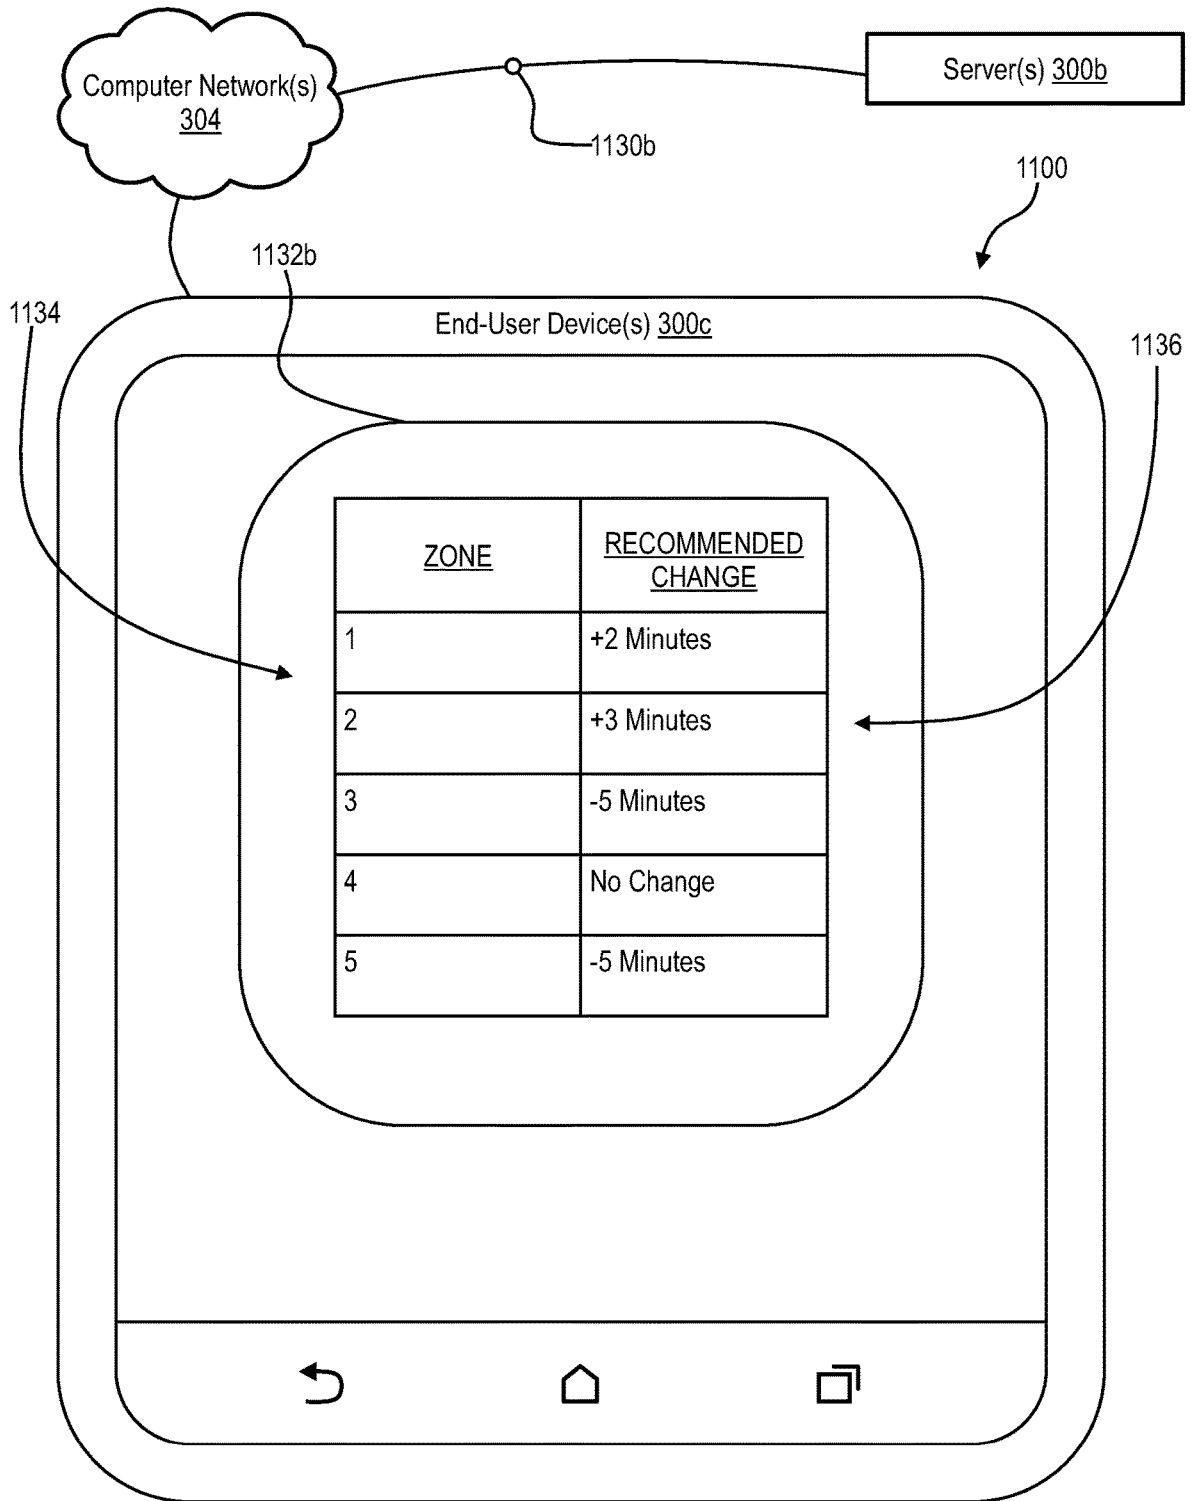 Computer Network(s)
304
Server(s) 300b
1130b
1100
1132b
1134
End-User Device(s) 300c
1136
ZONE
RECOMMENDED
CHANGE
1
+2 Minutes
2
+3 Minutes
3
-5 Minutes
4
No Change
5
-5 Minutes